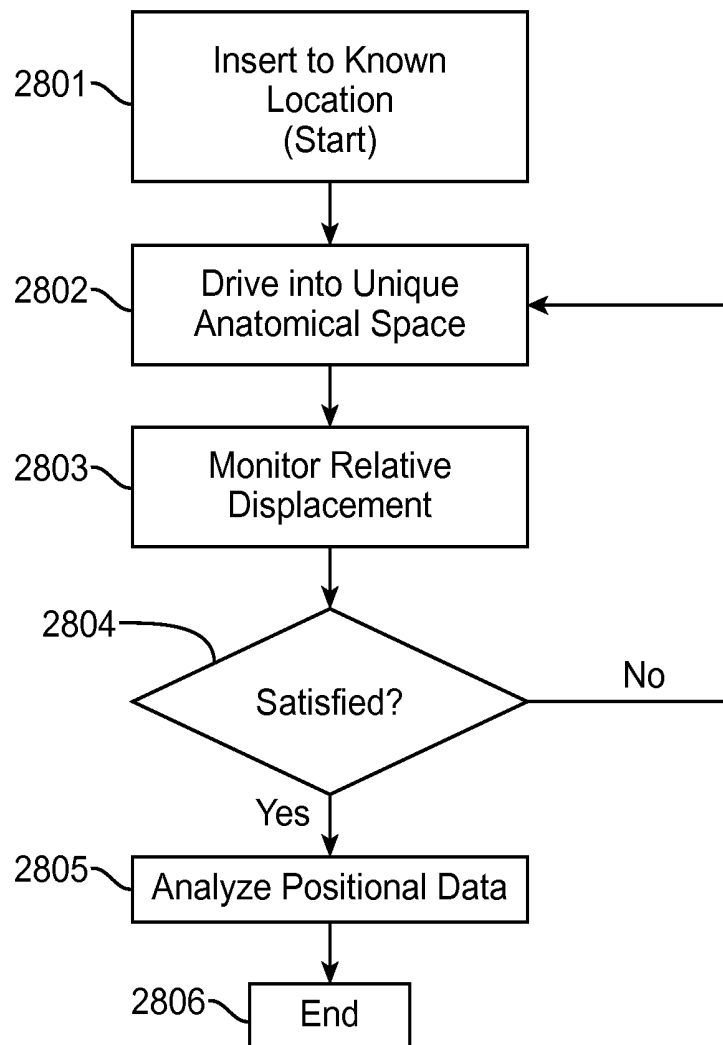 2801
Insert to Known
Location
(Start)
2802
Drive into Unique
Anatomical Space
2803
Monitor Relative
Displacement
2804
Satisfied?
No
Yes
2805
Analyze Positional Data
2806
End